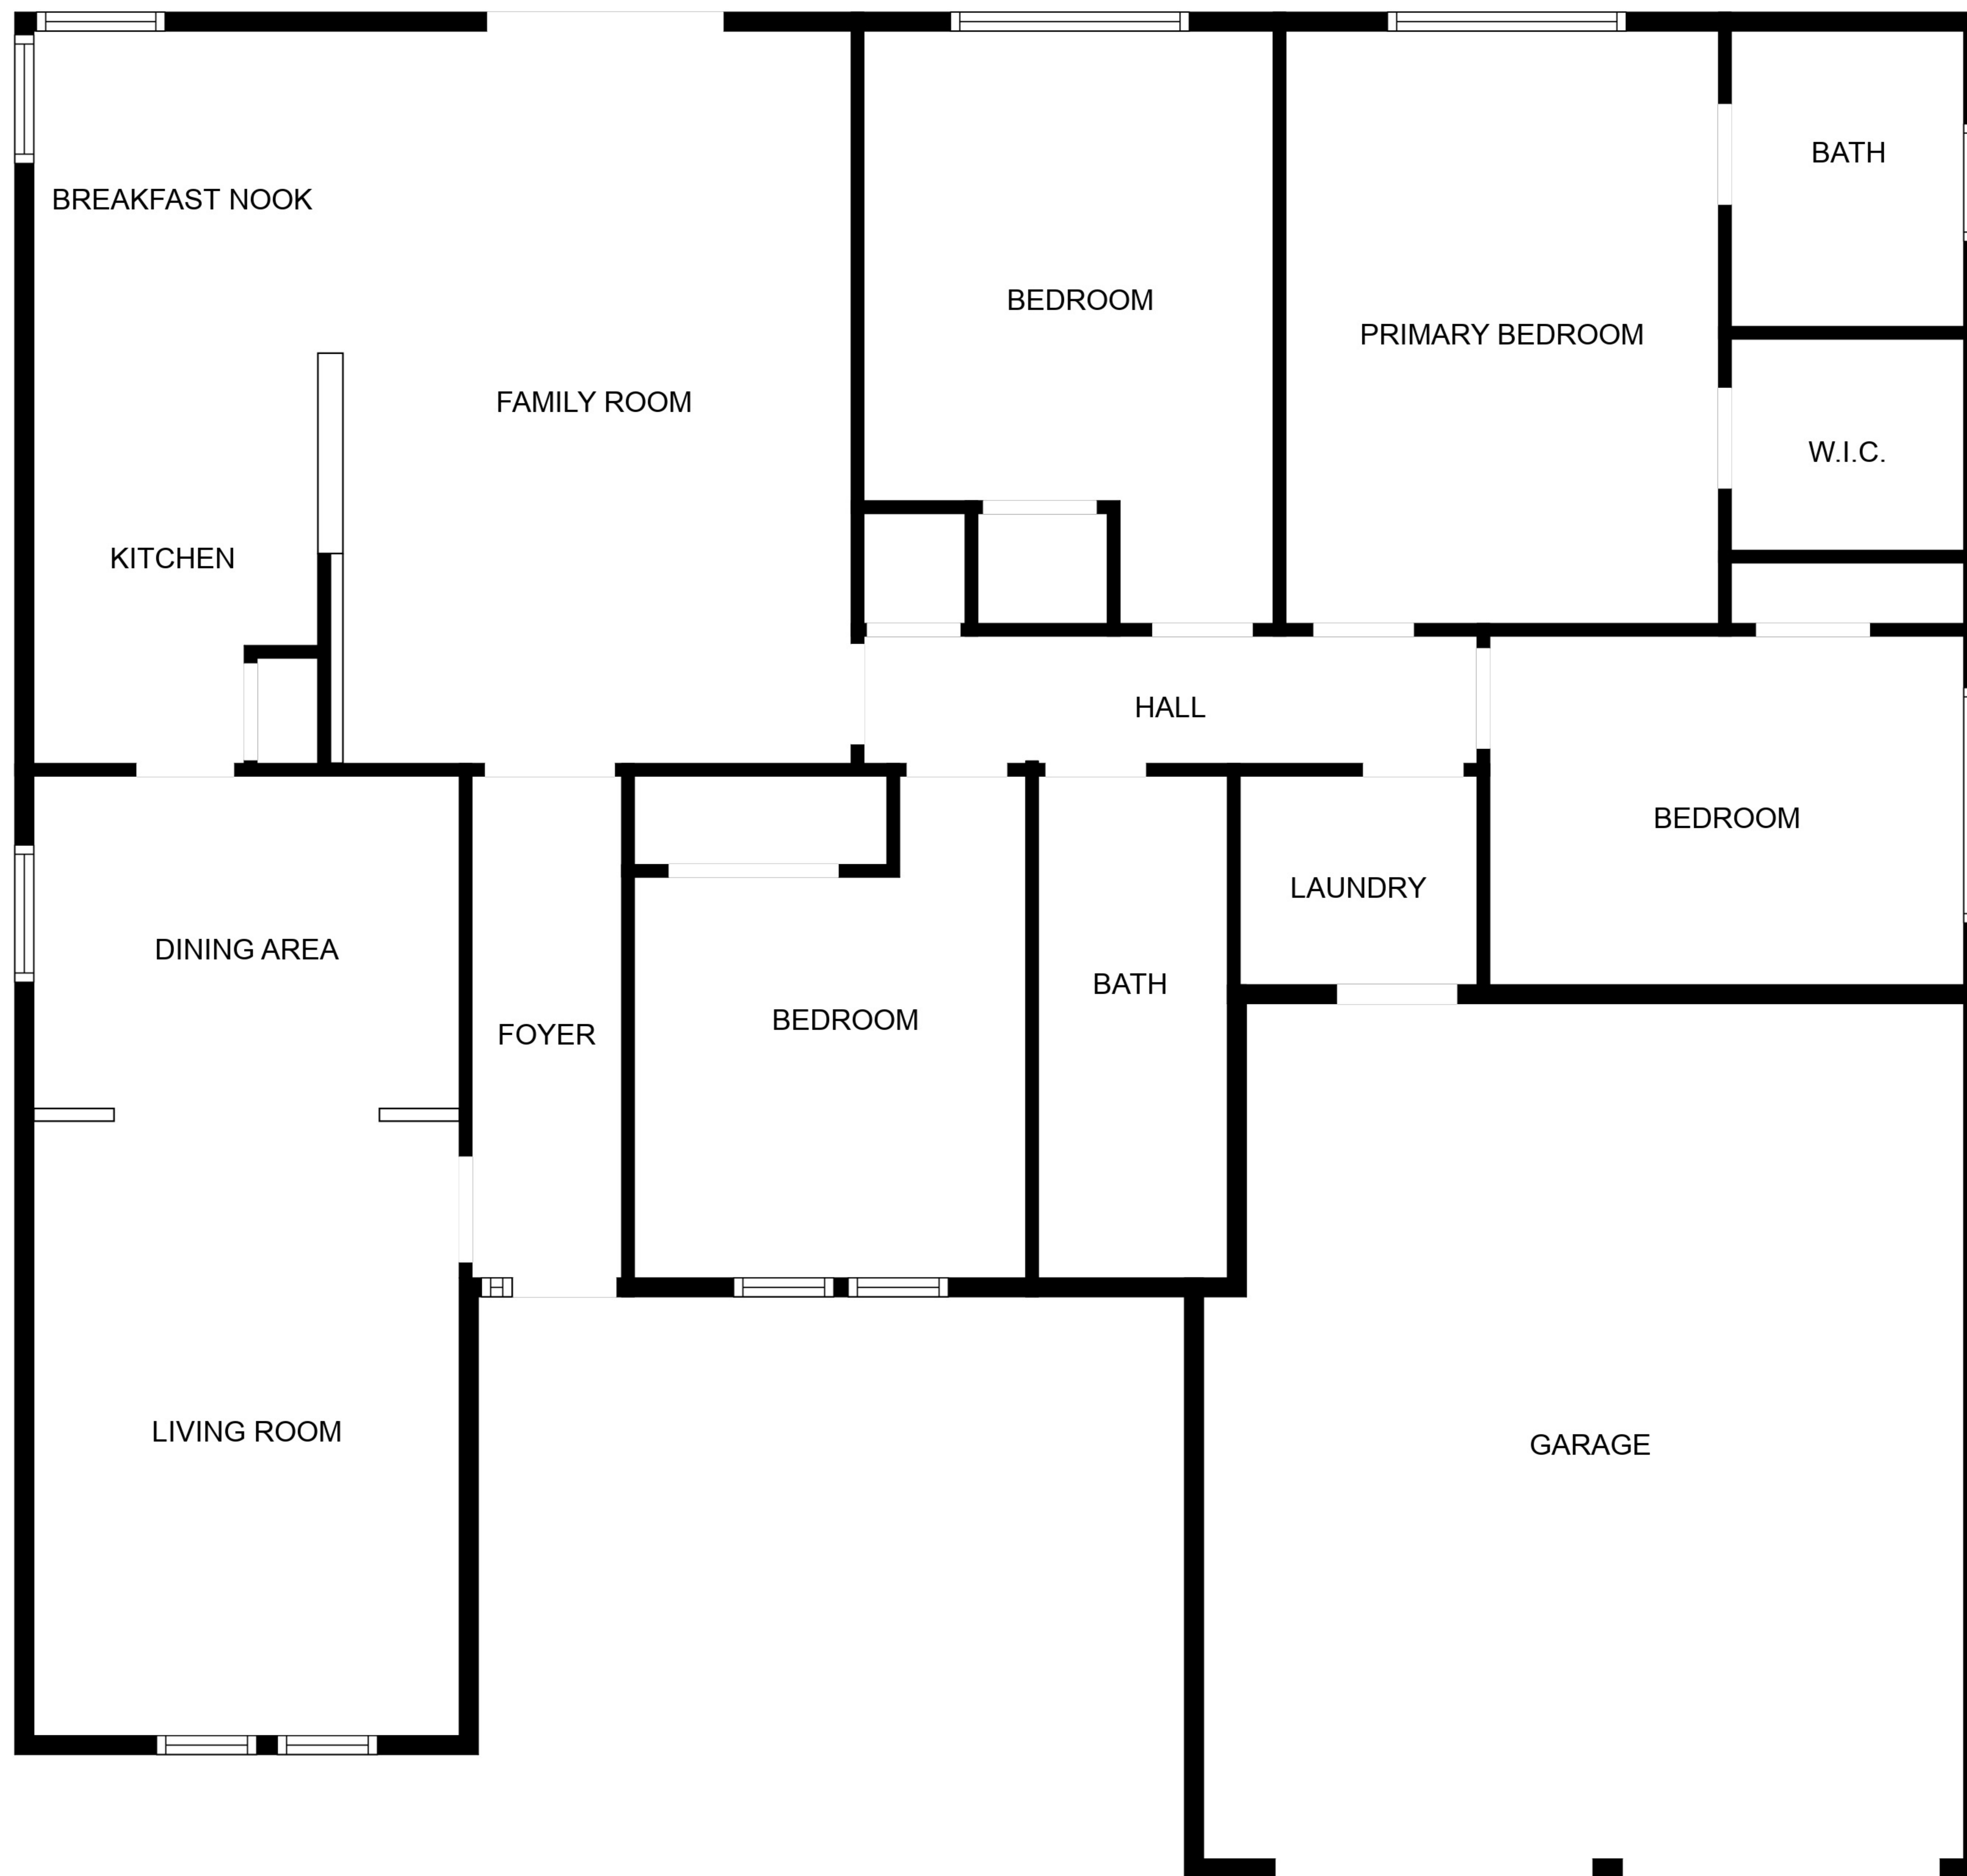 BATH
BREAKFAST NOOK
BEDROOM
PRIMARY BEDROOM
FAMILY ROOM
W.I.C.
KITCHEN
HALL
BEDROOM
LAUNDRY
DINING AREA
BATH
BEDROOM
FOYER
LIVING ROOM
GARAGE